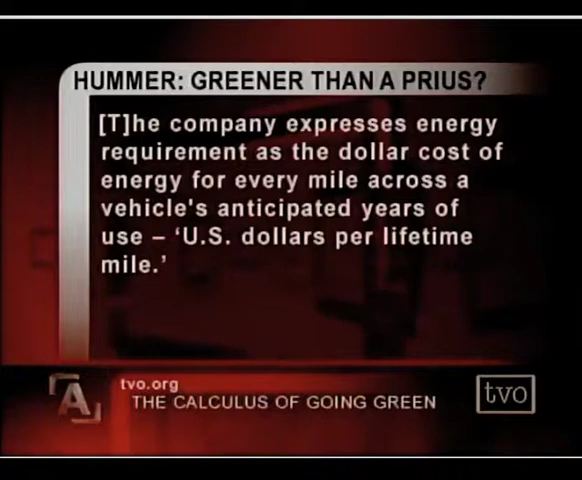 HUMMER: GREENER THAN A PRIUS?
[T]he company expresses energy
requirement as the dollar cost of
energy for every mile across a
vehicle's anticipated years of
use – ‘U.S. dollars per lifetime
mile.’
A
tvo.org
THE CALCULUS OF GOING GREEN
tvo